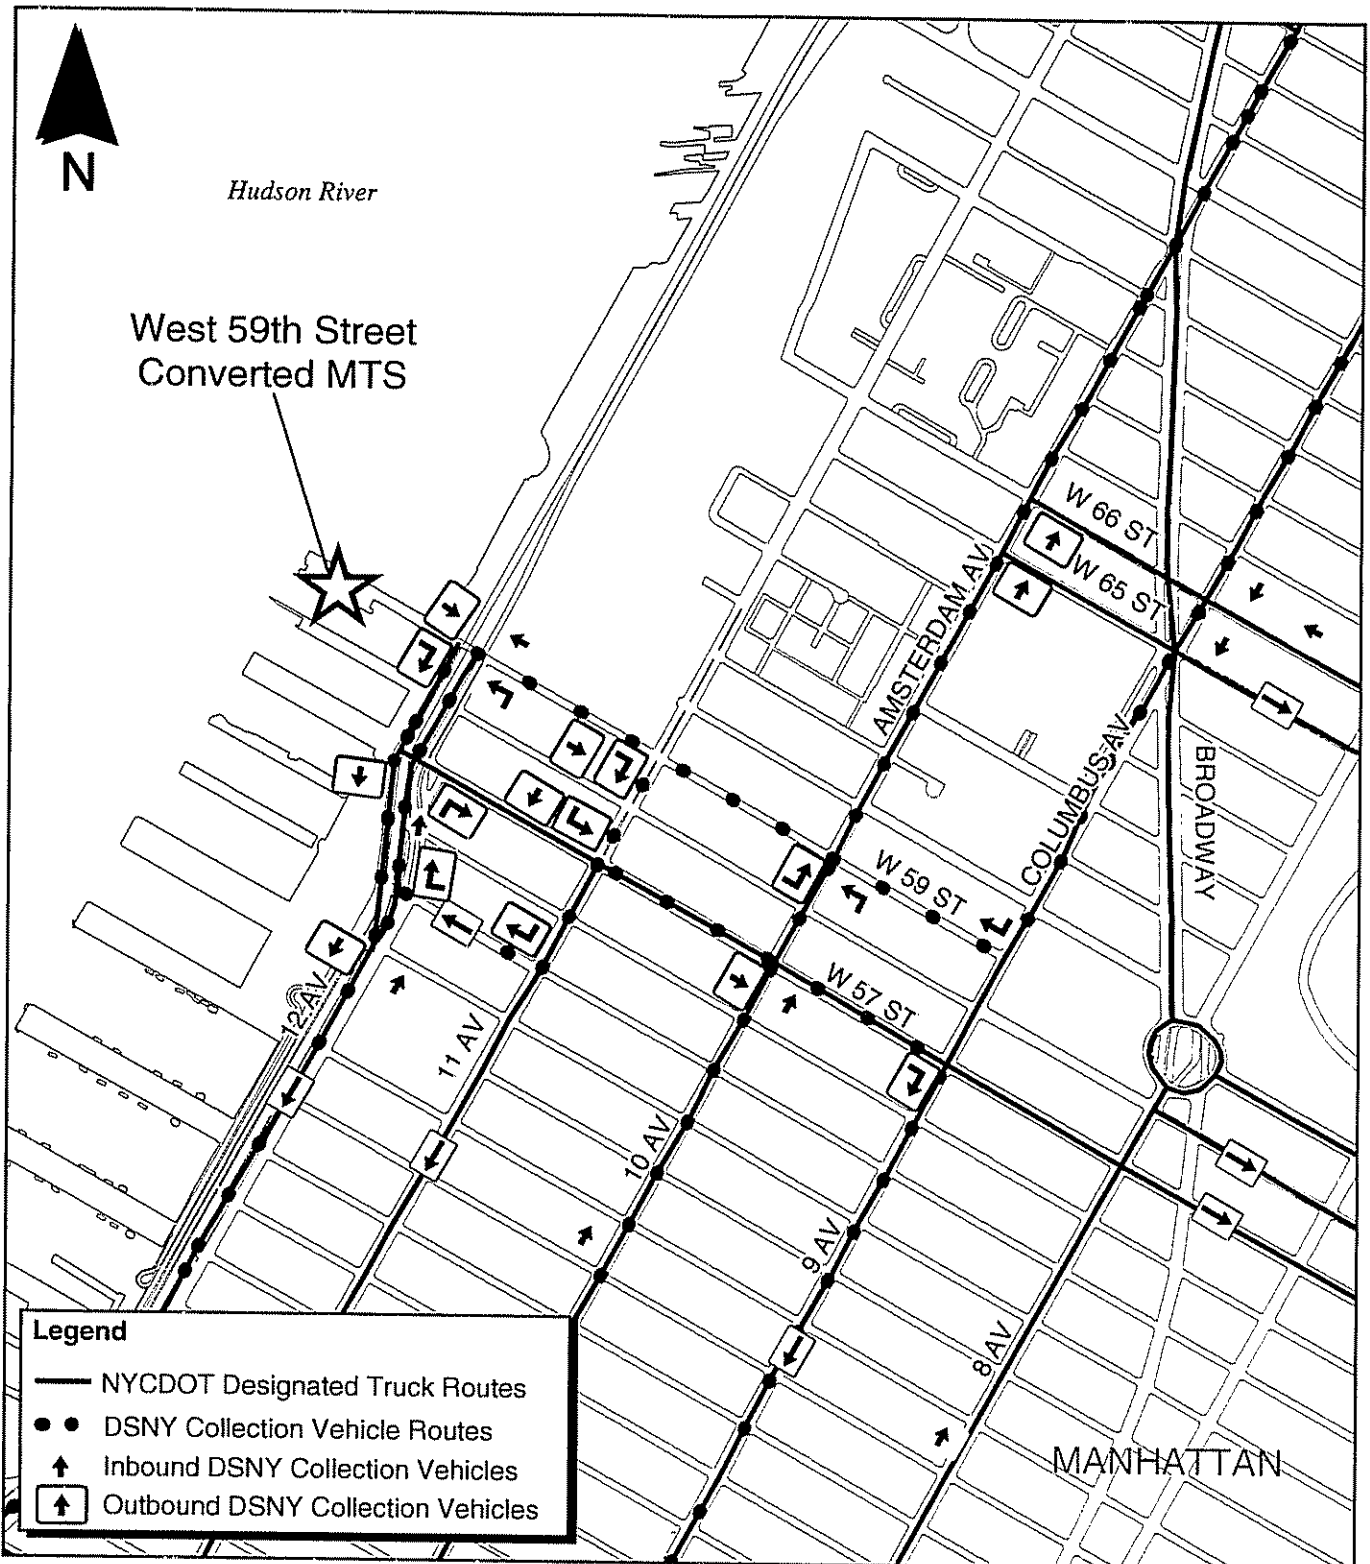 N
Hudson River
West 59th Street
Converted MTS
W 66 ST
W 65 ST
AMSTERDAM AV
COLUMBUS AV
BROADWAY
W 59 ST
W 57 ST
12 AV
11 AV
10 AV
9 AV
8 AV
MANHATTAN
Legend
NYCDOT Designated Truck Routes
DSNY Collection Vehicle Routes
Inbound DSNY Collection Vehicles
Outbound DSNY Collection Vehicles